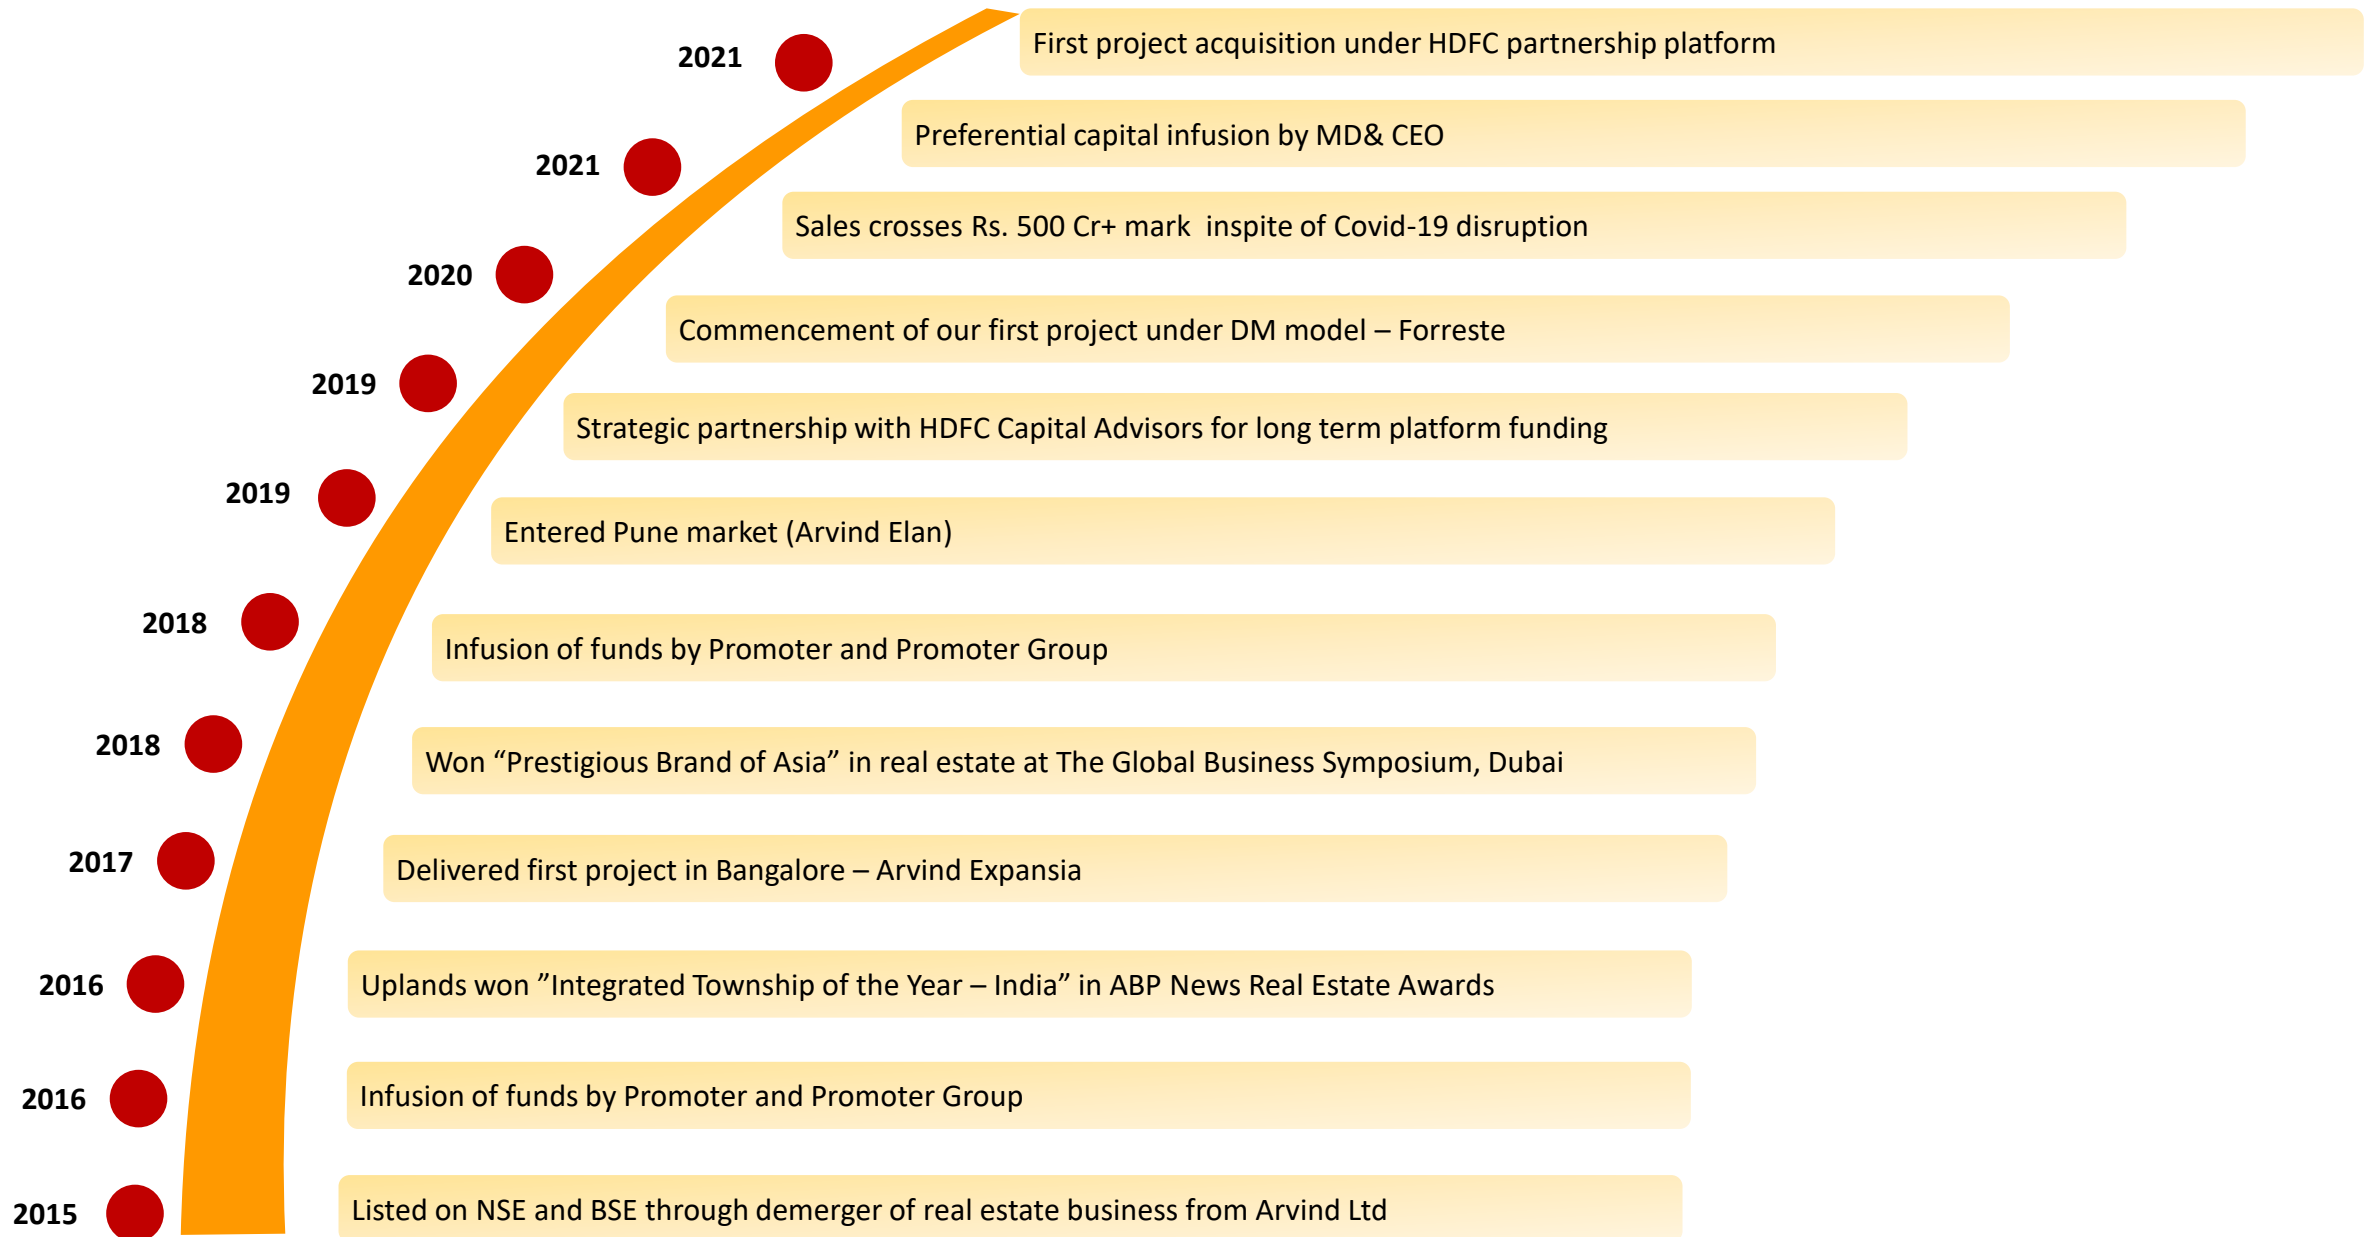 2021
First project acquisition under HDFC partnership platform
2021
Preferential capital infusion by MD& CEO
2020
Sales crosses Rs. 500 Cr+ mark  inspite of Covid-19 disruption
2019
Commencement of our first project under DM model – Forreste
2019
Strategic partnership with HDFC Capital Advisors for long term platform funding
2018
Entered Pune market (Arvind Elan)
2018
Infusion of funds by Promoter and Promoter Group
2017
Won “Prestigious Brand of Asia” in real estate at The Global Business Symposium, Dubai
2016
Delivered first project in Bangalore – Arvind Expansia
2016
Uplands won ”Integrated Township of the Year – India” in ABP News Real Estate Awards
2015
Infusion of funds by Promoter and Promoter Group
Listed on NSE and BSE through demerger of real estate business from Arvind Ltd